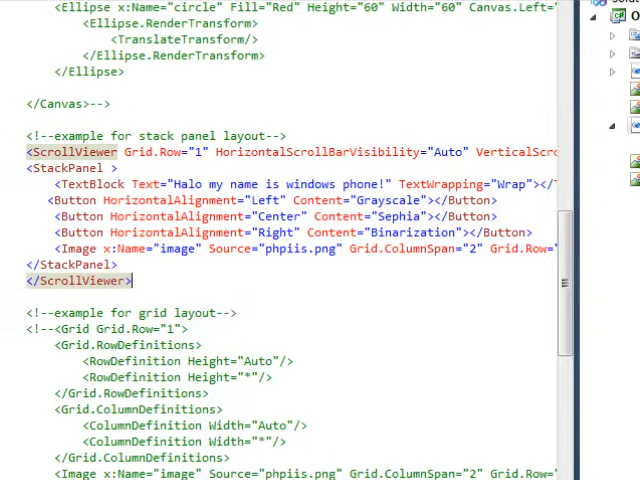 <Ellipse x:Name="circle" Fill="Red" Height="60" Width="60" Canvas.Left="
<Ellipse.RenderTransform>
<TranslateTransform/>
</Ellipse.RenderTransform>
</Ellipse>
</Canvas>-->
<!--example for stack panel layout-->
<ScrollViewer Grid.Row="1" HorizontalScrollBarVisibility="Auto" VerticalScro
<StackPanel >
<TextBlock Text="Halo my name is windows phone!" TextWrapping="Wrap"></T
<Button HorizontalAlignment="Left" Content="Grayscale"></Button>
<Button HorizontalAlignment="Center" Content="Sephia"></Button>
<Button HorizontalAlignment="Right" Content="Binarization"></Button>
<Image x:Name="image" Source="phpiis.png" Grid.ColumnSpan="2" Grid.Row="
</StackPanel>
</ScrollViewer>
<!--example for grid layout-->
<!--<Grid Grid.Row="1">
<Grid.RowDefinitions>
<RowDefinition Height="Auto"/>
<RowDefinition Height="*"/>
</Grid.RowDefinitions>
<Grid.ColumnDefinitions>
<ColumnDefinition Width="Auto"/>
<ColumnDefinition Width="*"/>
</Grid.ColumnDefinitions>
<Image x:Name="image" Source="phpiis.png" Grid.ColumnSpan="2" Grid.Row="